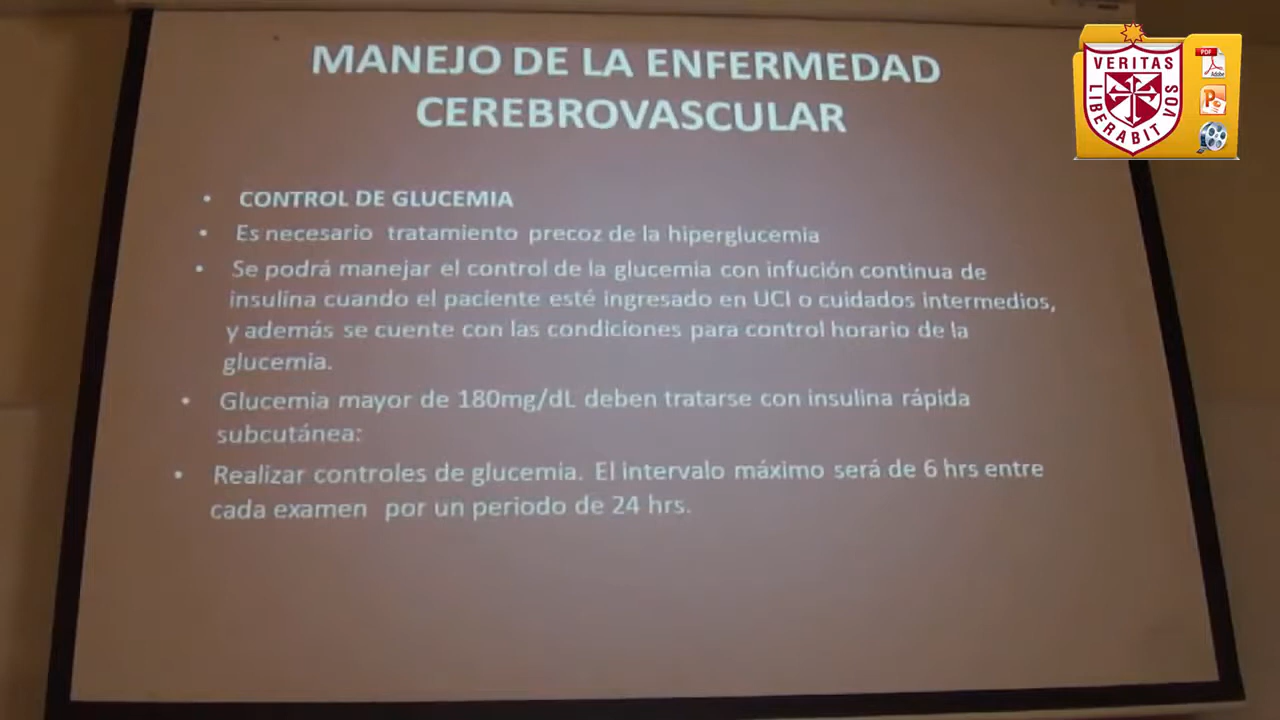 MANEJO DE LA ENFERMEDAD
CEREBROVASCULAR
• CONTROL DE GLUCEMIA
• Es necesario tratamiento precoz de la hiperglucemia
• Se podrá manejar el control de la glucemia con infución continua de
insulina cuando el paciente esté ingresado en UCI o cuidados intermedios,
y además se cuente con las condiciones para control horario de la
glucemia.
• Glucemia mayor de 180mg/dL deben tratarse con insulina rápida
subcutánea:
• Realizar controles de glucemia. El intervalo máximo será de 6 hrs entre
cada examen por un periodo de 24 hrs.
VERITAS
LIBERABIT VOS
PDF
Adobe